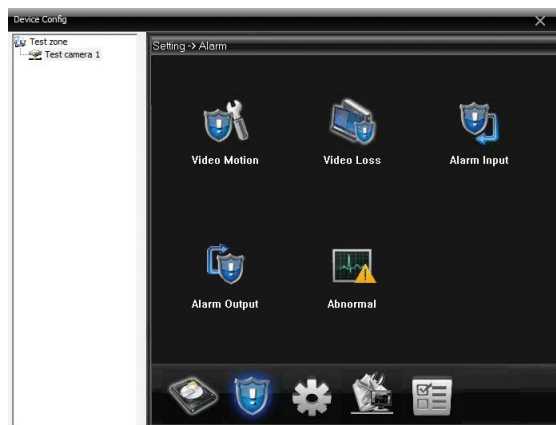 Device Config
Test zone
Test camera 1
Setting -> Alarm
Video Motion
Video Loss
Alarm Input
Alarm Output
Abnormal